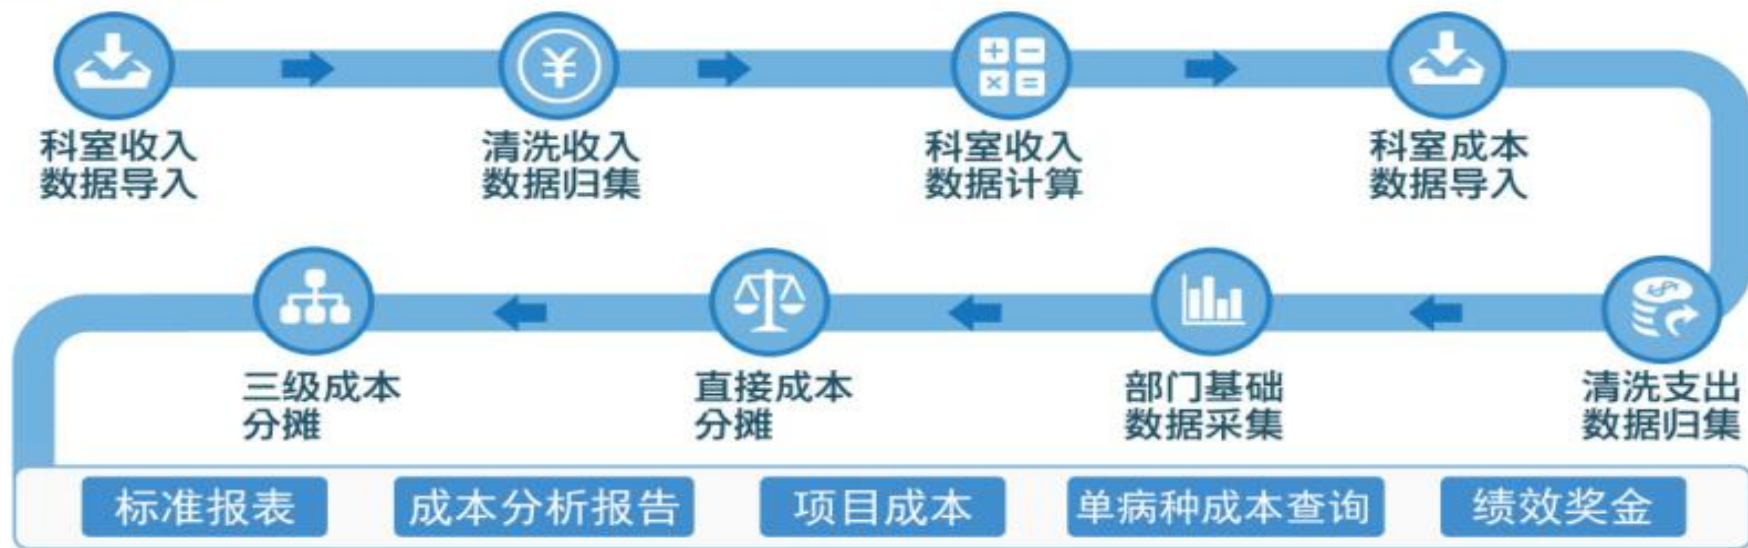 科室收入
数据导入
清洗收入
数据归集
科室收入
数据计算
科室成本
数据导入
清洗支出
数据归集
部门基础
数据采集
直接成本
分摊
三级成本
分摊
标准报表
成本分析报告
项目成本
单病种成本查询
绩效奖金